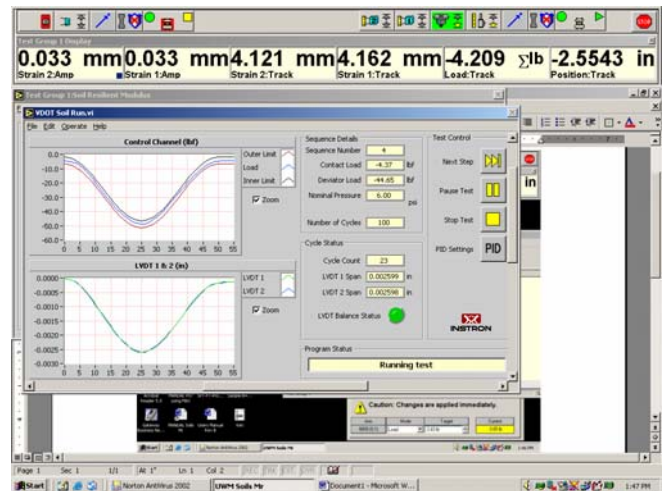 Test Group 1 Display
0.033 mm 0.033 mm 4.121 mm 4.162 mm -4.209 Σlb -2.5543 in
Strain 2:Amp Strain 1:Amp Strain 2:Track Strain 1:Track Load:Track Position:Track
Test Group 1:Soil Resilient Modulus
VDOT Soil Run.vi
File Edit Operate Help
Control Channel (lbf)
0.0
-10.0
-20.0
-30.0
-40.0
-50.0
-60.0
0 5 10 15 20 25 30 35 40 45 50 55
Outer Limit
Load
Inner Limit
Zoom
LVDT 1 & 2 (in)
0.0000
-0.0005
-0.0010
-0.0015
-0.0020
-0.0025
-0.0030
0 5 10 15 20 25 30 35 40 45 50 55
LVDT 1
LVDT 2
Zoom
Sequence Details
Sequence Number 4
Contact Load -4.37 lbf
Deviator Load -44.65 lbf
Nominal Pressure 6.00 psi
Number of Cycles 100
Cycle Status
Cycle Count 23
LVDT 1 Span 0.002599 in
LVDT 2 Span 0.002598 in
LVDT Balance Status
Program Status
Running test
Test Control
Next Step
Pause Test
Stop Test
PID Settings PID
INSTRON
in
Caution: Changes are applied immediately.
Page 1 Sec 1 1/1 At 1" Ln 1 Col 2 REC TRK EXT OVR
Start Norton AntiVirus 2002 UWM Soils Mr Document1 - Microsoft W... 1:47 PM